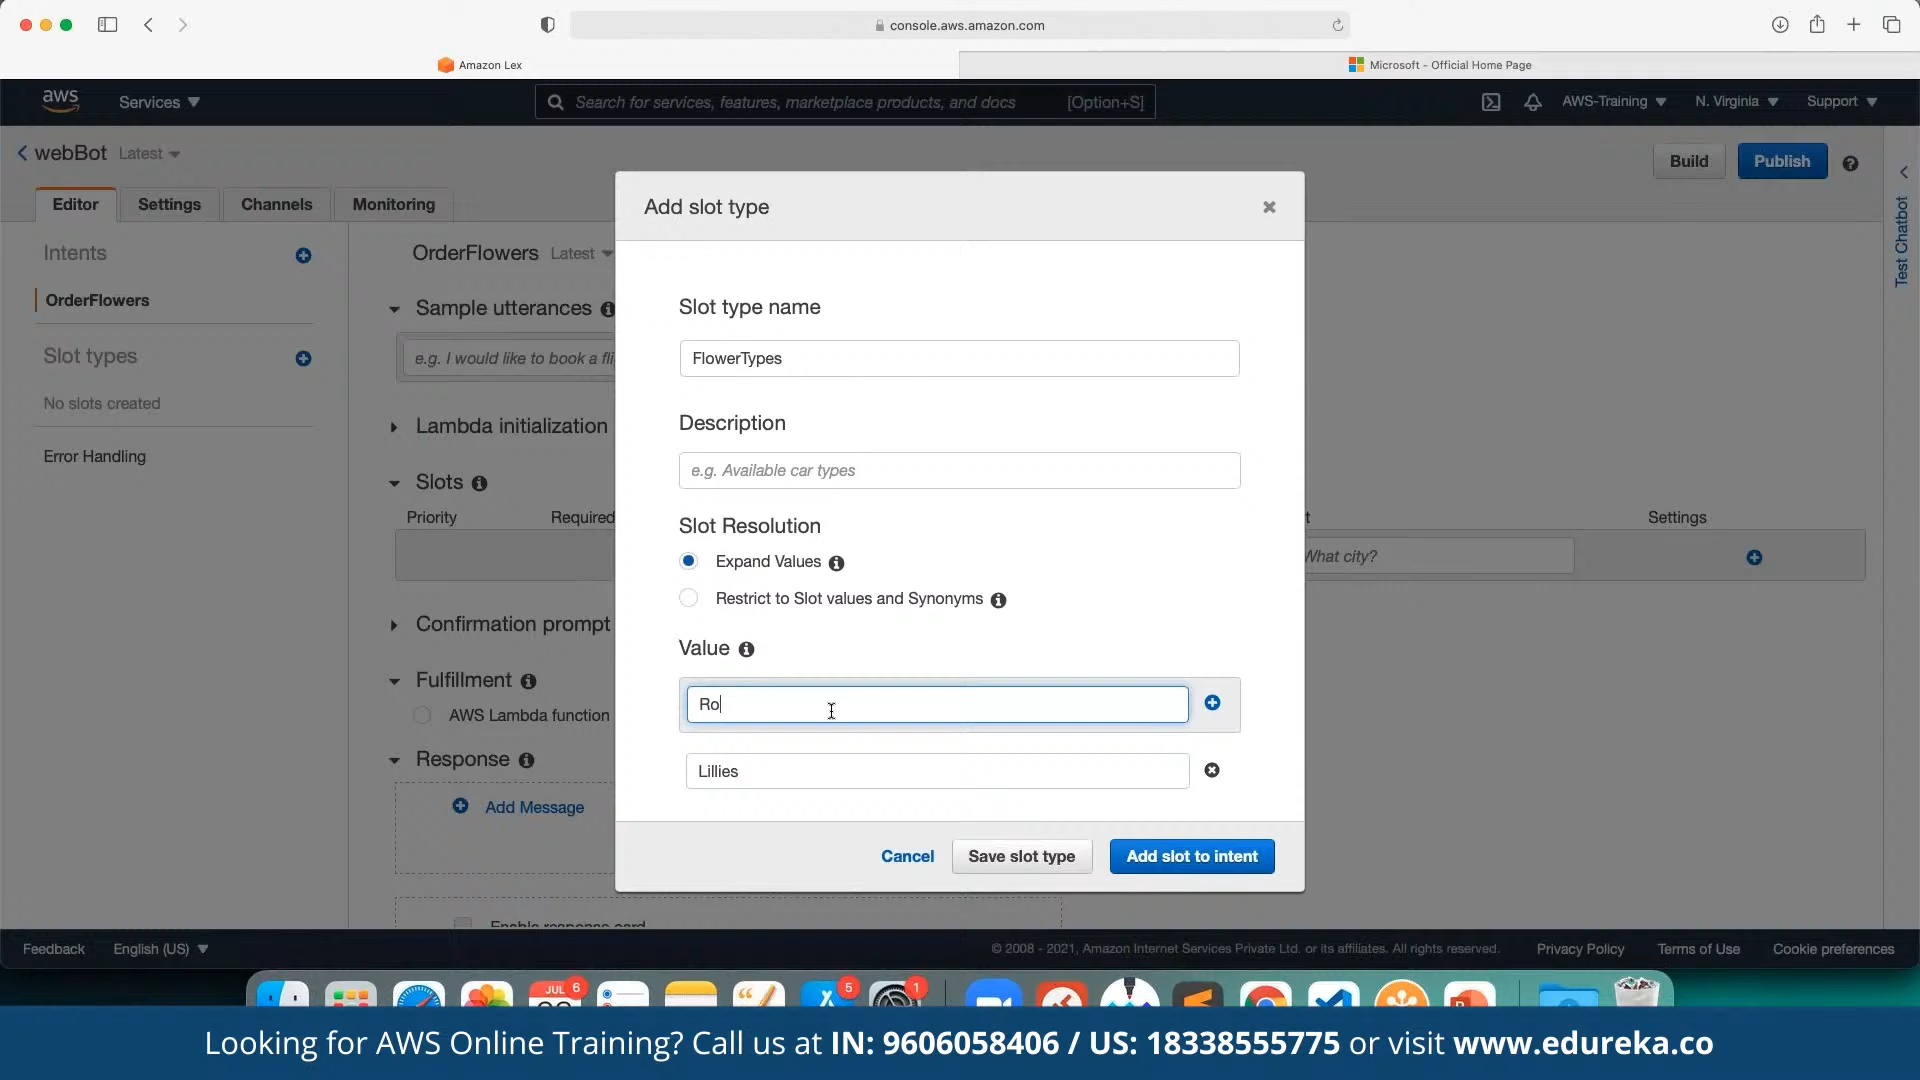 console.aws.amazon.com
Amazon Lex
Microsoft - Official Home Page
aws
Services
Search for services, features, marketplace products, and docs [Option+S]
AWS-Training
N. Virginia
Support
webBot Latest
Build
Publish
Editor
Settings
Channels
Monitoring
Test Chatbot
Intents
OrderFlowers
Slot types
No slots created
Error Handling
OrderFlowers Latest
Sample utterances
e.g. I would like to book a fli
Lambda initialization
Slots
Priority
Required
t
Settings
What city?
Confirmation prompt
Fulfillment
AWS Lambda function
Response
Add Message
Enable response card
Add slot type
Slot type name
FlowerTypes
Description
e.g. Available car types
Slot Resolution
Expand Values
Restrict to Slot values and Synonyms
Value
Ro
Lillies
Cancel
Save slot type
Add slot to intent
Feedback
English (US)
© 2008 - 2021, Amazon Internet Services Private Ltd. or its affiliates. All rights reserved.
Privacy Policy
Terms of Use
Cookie preferences
JUL
6
5
1
Looking for AWS Online Training? Call us at IN: 9606058406 / US: 18338555775 or visit www.edureka.co